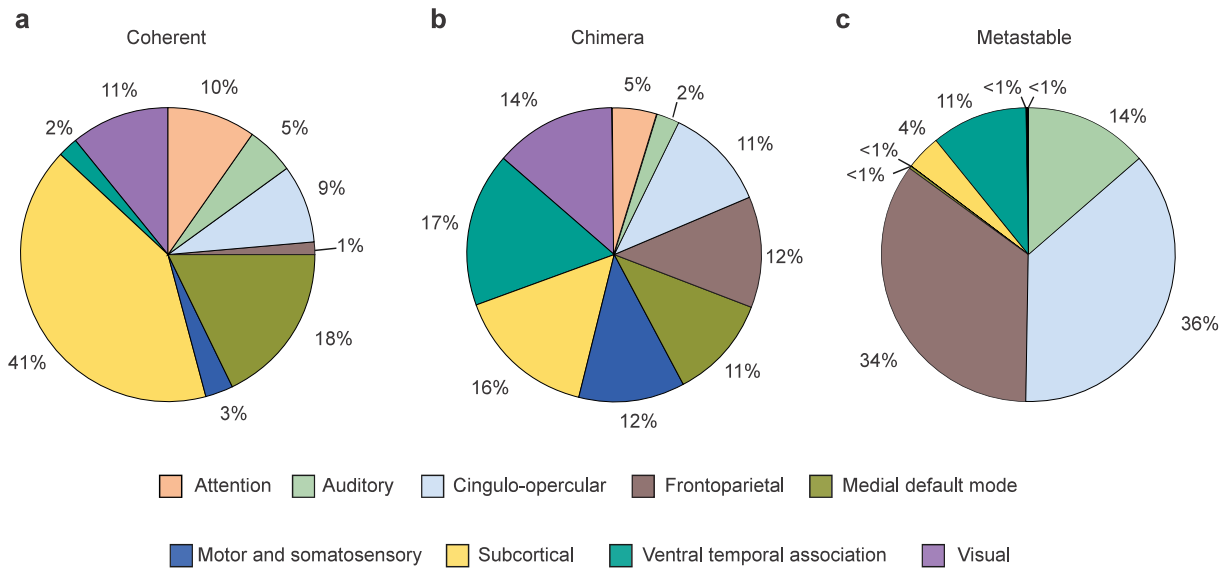 a
Coherent
10%
5%
9%
1%
18%
3%
41%
2%
11%
b
Chimera
5%
2%
11%
12%
11%
12%
16%
17%
14%
c
Metastable
<1%
14%
36%
34%
<1%
<1%
4%
11%
<1%
Attention
Auditory
Cingulo-opercular
Frontoparietal
Medial default mode
Motor and somatosensory
Subcortical
Ventral temporal association
Visual